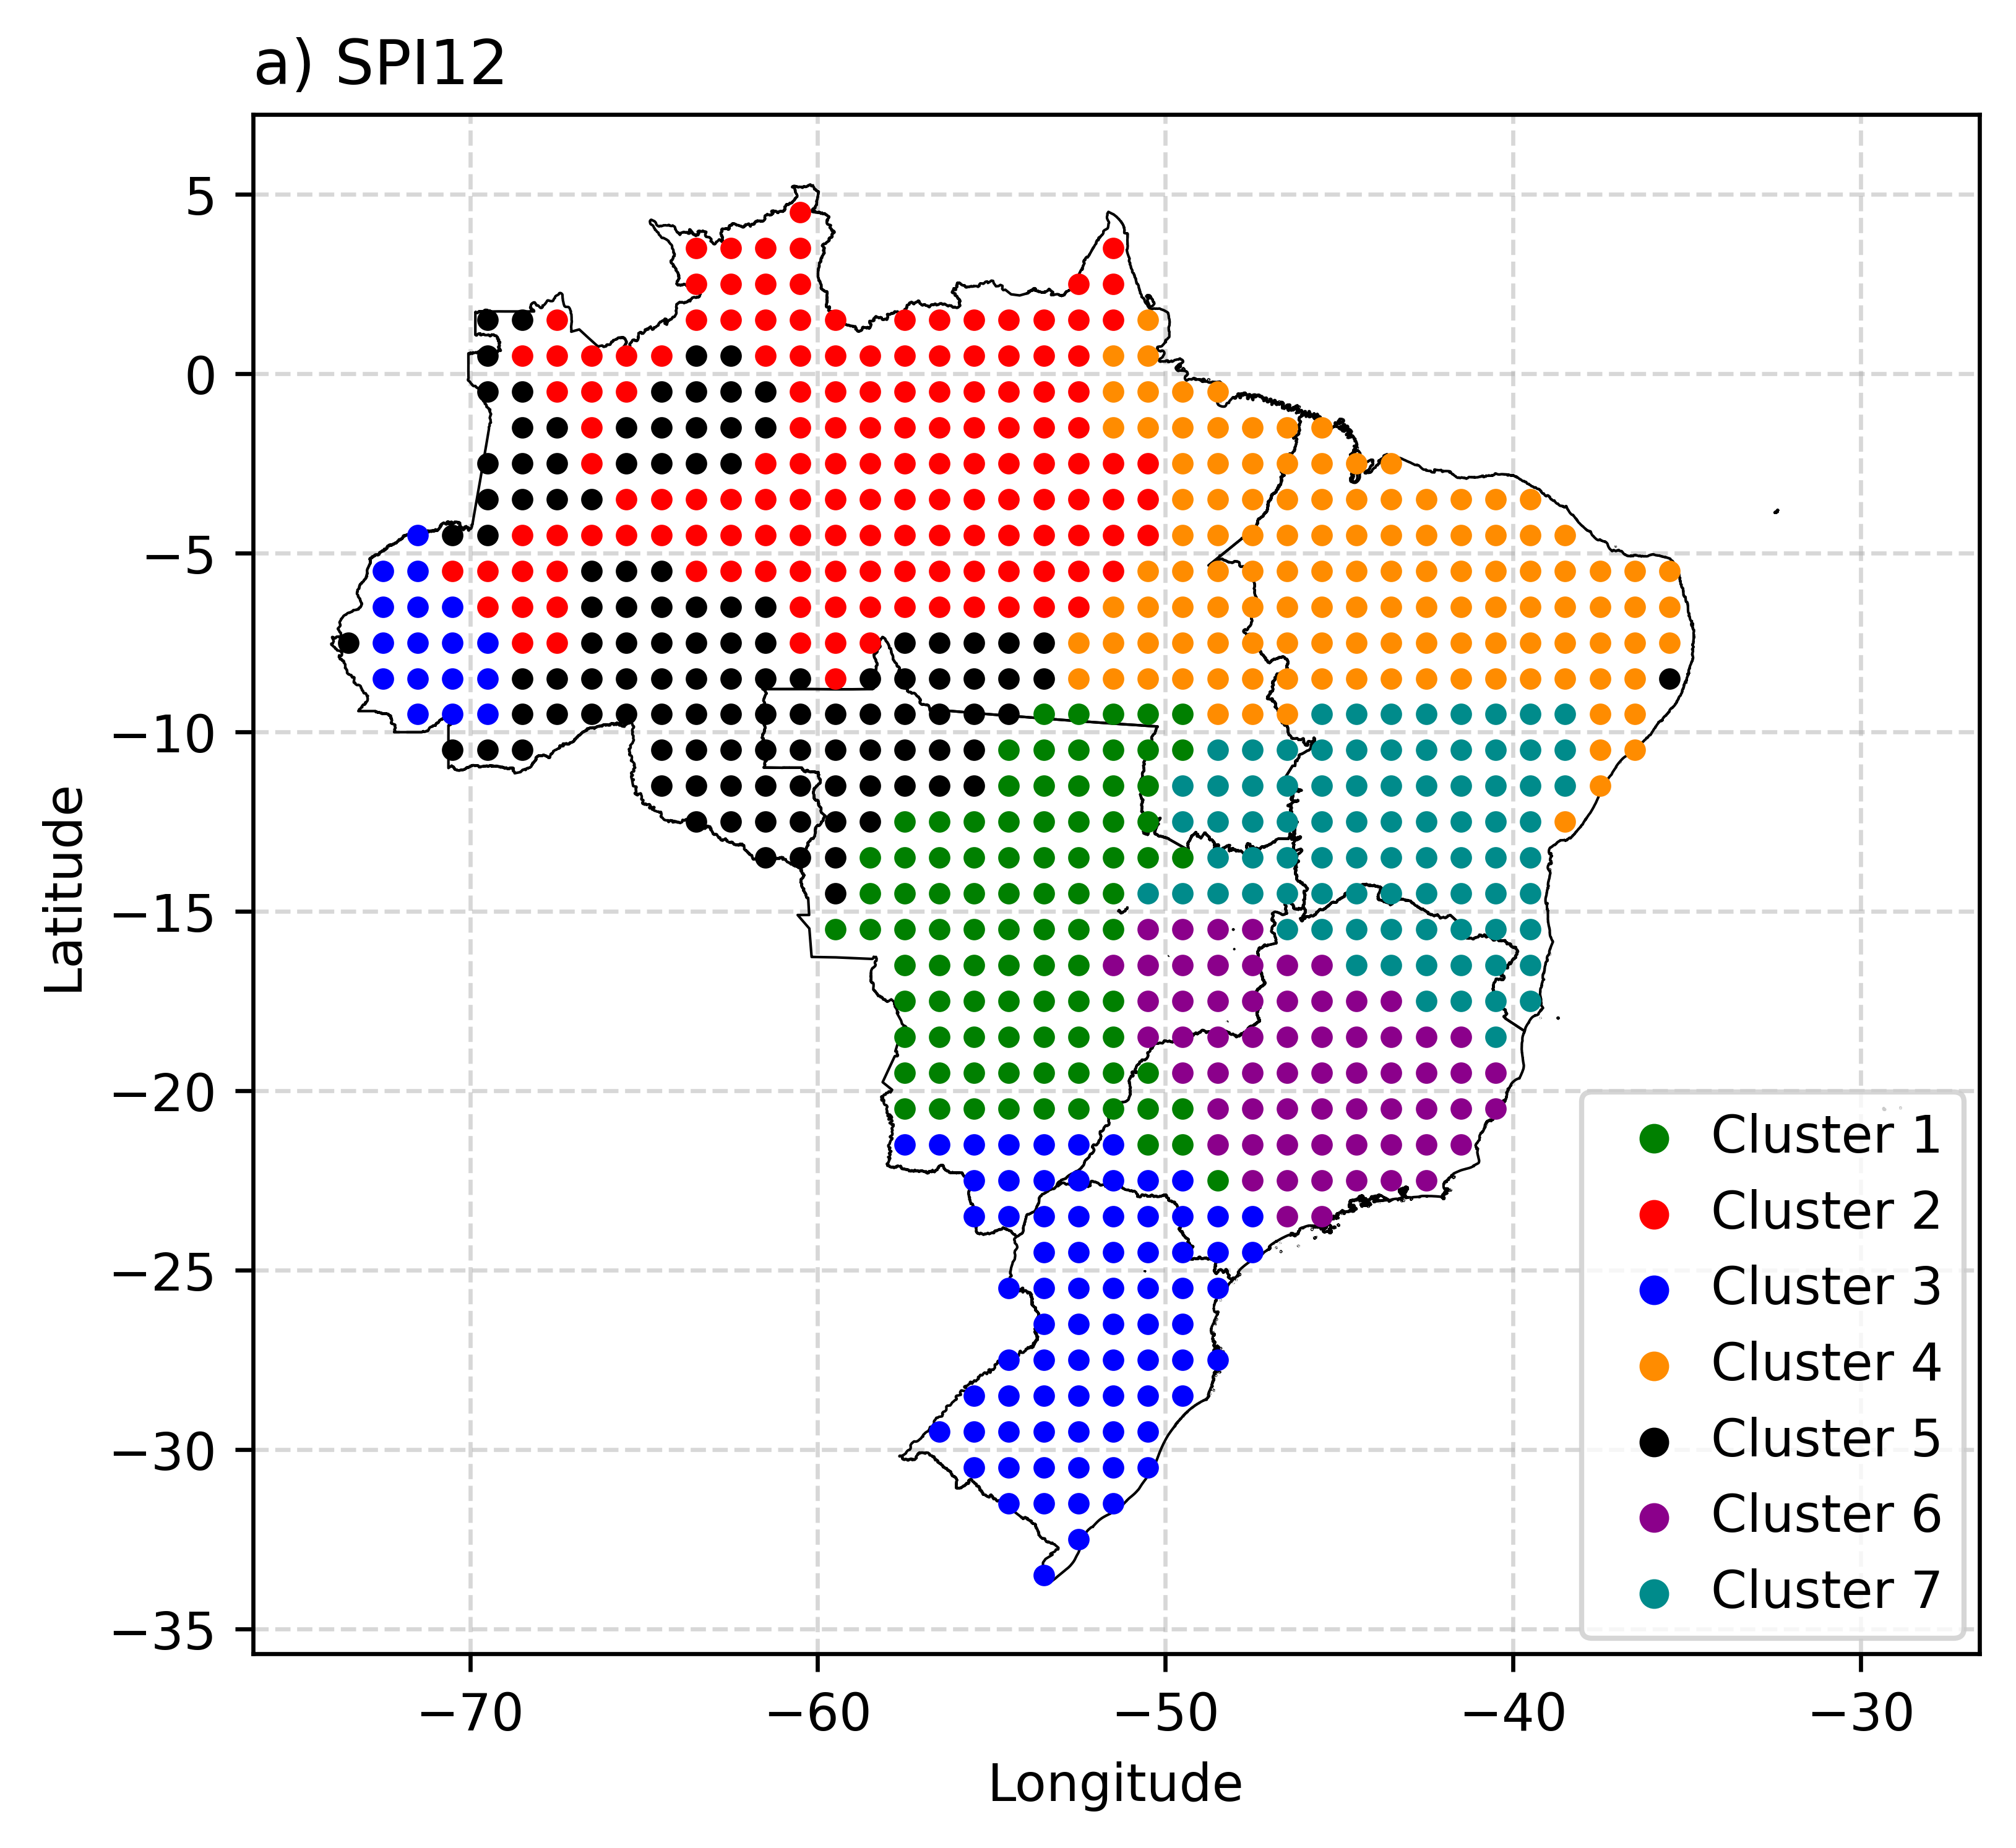 a) SPI12
5
0
−5
−10
−15
−20
−25
−30
−35
Latitude
−70
−60
−50
−40
−30
Longitude
Cluster 1
Cluster 2
Cluster 3
Cluster 4
Cluster 5
Cluster 6
Cluster 7